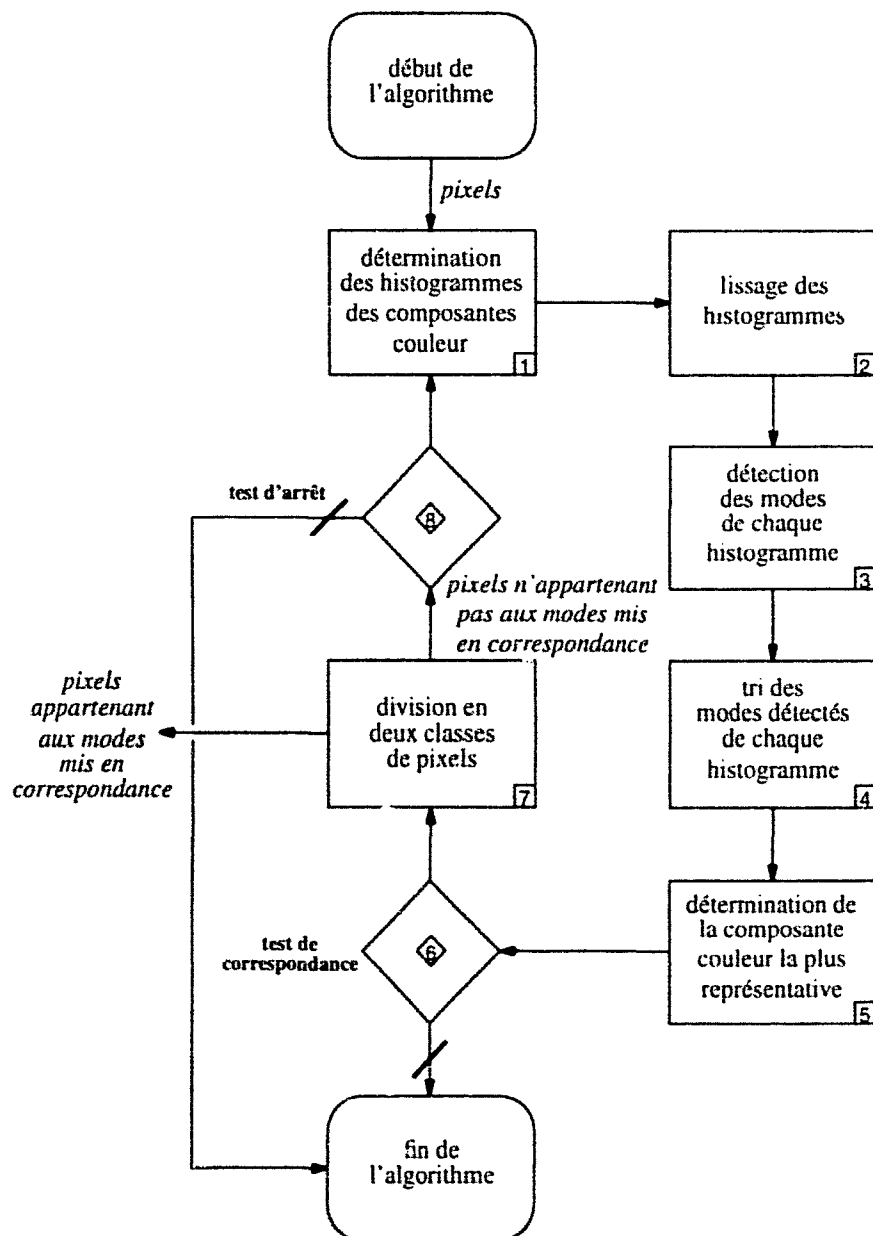 début de
l'algorithme
pixels
détermination
des histogrammes
des composantes
couleur
1
lissage des
histogrammes
2
détection
des modes
de chaque
histogramme
3
tri des
modes détectés
de chaque
histogramme
4
détermination de
la composante
couleur la plus
représentative
5
test de
correspondance
6
division en
deux classes
de pixels
7
pixels
appartenant
aux modes
mis en
correspondance
pixels n'appartenant
pas aux modes mis
en correspondance
test d'arrêt
8
fin de
l'algorithme